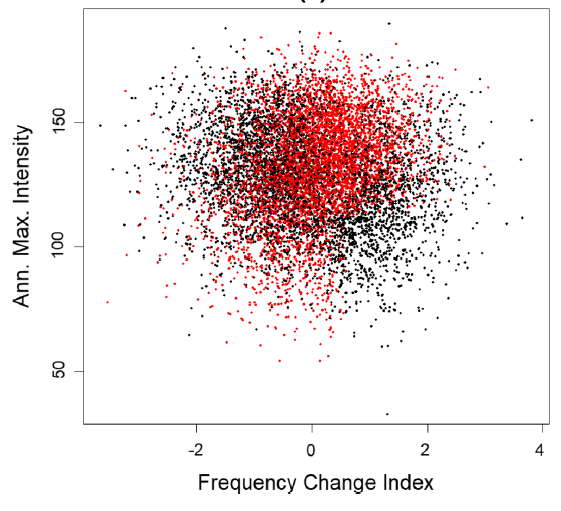 150
100
50
Ann. Max. Intensity
-2 0 2 4
Frequency Change Index